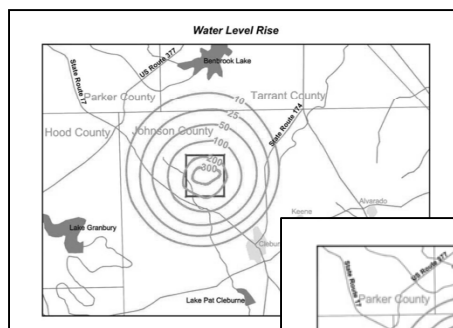 Water Level Rise
Benbrook Lake
US Route 377
State Route 17
Parker County
Tarrant County
10
25
State Route 174
Hood County
Johnson County
50
100
200
300
Lake Granbury
Keene
Alvarado
Lake Pat Cleburne
US Route 377
State Route 17
Parker County